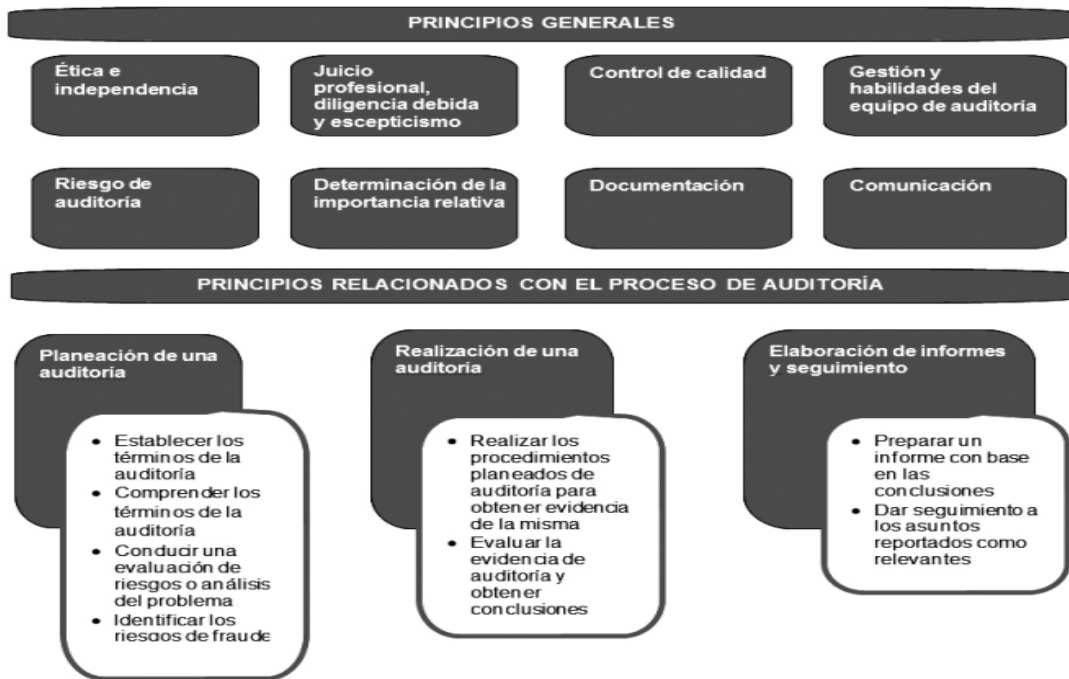 PRINCIPIOS GENERALES
Ética e
independencia
Juicio
profesional,
diligencia debida
y escepticismo
Control de calidad
Gestión y
habilidades del
equipo de auditoría
Riesgo de
auditoría
Determinación de la
importancia relativa
Documentación
Comunicación
PRINCIPIOS RELACIONADOS CON EL PROCESO DE AUDITORÍA
Planeación de una
auditoría
• Establecer los
términos de la
auditoría
• Comprender los
términos de la
auditoría
• Conducir una
evaluación de
riesgos o análisis
del problema
• Identificar los
riesgos de fraude
Realización de una
auditoría
• Realizar los
procedimientos
planeados de
auditoría para
obtener evidencia
de la misma
• Evaluar la
evidencia de
auditoría y
obtener
conclusiones
Elaboración de informes
y seguimiento
• Preparar un
informe con base
en las
conclusiones
• Dar seguimiento a
los asuntos
reportados como
relevantes